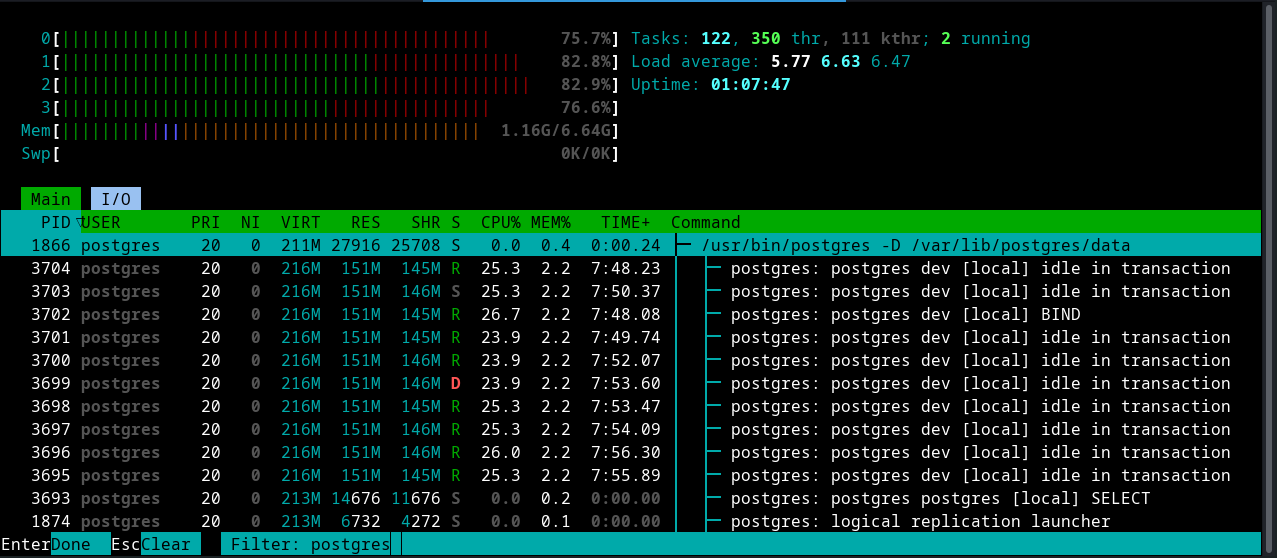 0[|||||||||||||||||||||||||||||||||||||||||||       75.7%] Tasks: 122, 350 thr, 111 kthr; 2 running
1[||||||||||||||||||||||||||||||||||||||||||||||    82.8%] Load average: 5.77 6.63 6.47
2[|||||||||||||||||||||||||||||||||||||||||||||||   82.9%] Uptime: 01:07:47
3[|||||||||||||||||||||||||||||||||||||||||||       76.6%]
Mem[||||||||||||||||||||||||||||||||||||||||||  1.16G/6.64G]
Swp[                                                  0K/0K]
Main I/O
PID▽USER PRI NI VIRT RES SHR S CPU% MEM% TIME+ Command
1866 postgres 20 0 211M 27916 25708 S 0.0 0.4 0:00.24 /usr/bin/postgres -D /var/lib/postgres/data
3704 postgres 20 0 216M 151M 145M R 25.3 2.2 7:48.23 postgres: postgres dev [local] idle in transaction
3703 postgres 20 0 216M 151M 146M S 25.3 2.2 7:50.37 postgres: postgres dev [local] idle in transaction
3702 postgres 20 0 216M 151M 146M R 26.7 2.2 7:48.08 postgres: postgres dev [local] BIND
3701 postgres 20 0 216M 151M 145M R 23.9 2.2 7:49.74 postgres: postgres dev [local] idle in transaction
3700 postgres 20 0 216M 151M 146M R 23.9 2.2 7:52.07 postgres: postgres dev [local] idle in transaction
3699 postgres 20 0 216M 151M 146M D 23.9 2.2 7:53.60 postgres: postgres dev [local] idle in transaction
3698 postgres 20 0 216M 151M 145M R 25.3 2.2 7:53.47 postgres: postgres dev [local] idle in transaction
3697 postgres 20 0 216M 151M 145M R 25.3 2.2 7:54.09 postgres: postgres dev [local] idle in transaction
3696 postgres 20 0 216M 151M 145M R 26.0 2.2 7:56.30 postgres: postgres dev [local] idle in transaction
3695 postgres 20 0 216M 151M 145M R 25.3 2.2 7:55.89 postgres: postgres dev [local] idle in transaction
3693 postgres 20 0 213M 14676 11676 S 0.0 0.2 0:00.00 postgres: postgres postgres [local] SELECT
1874 postgres 20 0 213M 6732 4272 S 0.0 0.1 0:00.00 postgres: logical replication launcher
EnterDone EscClear Filter: postgres